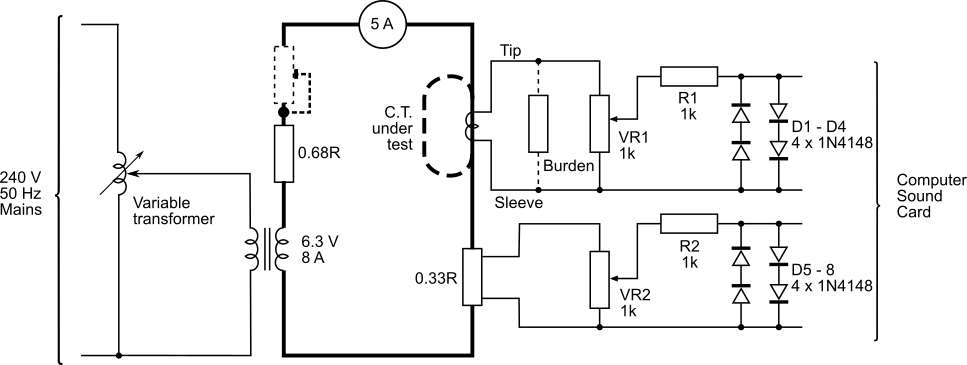 240 V
50 Hz
Mains
Variable
transformer
6.3 V
8 A
0.68R
5 A
C.T.
under
test
0.33R
Tip
Sleeve
Burden
VR1
1k
R1
1k
D1 - D4
4 x 1N4148
VR2
1k
R2
1k
D5 - 8
4 x 1N4148
Computer
Sound
Card